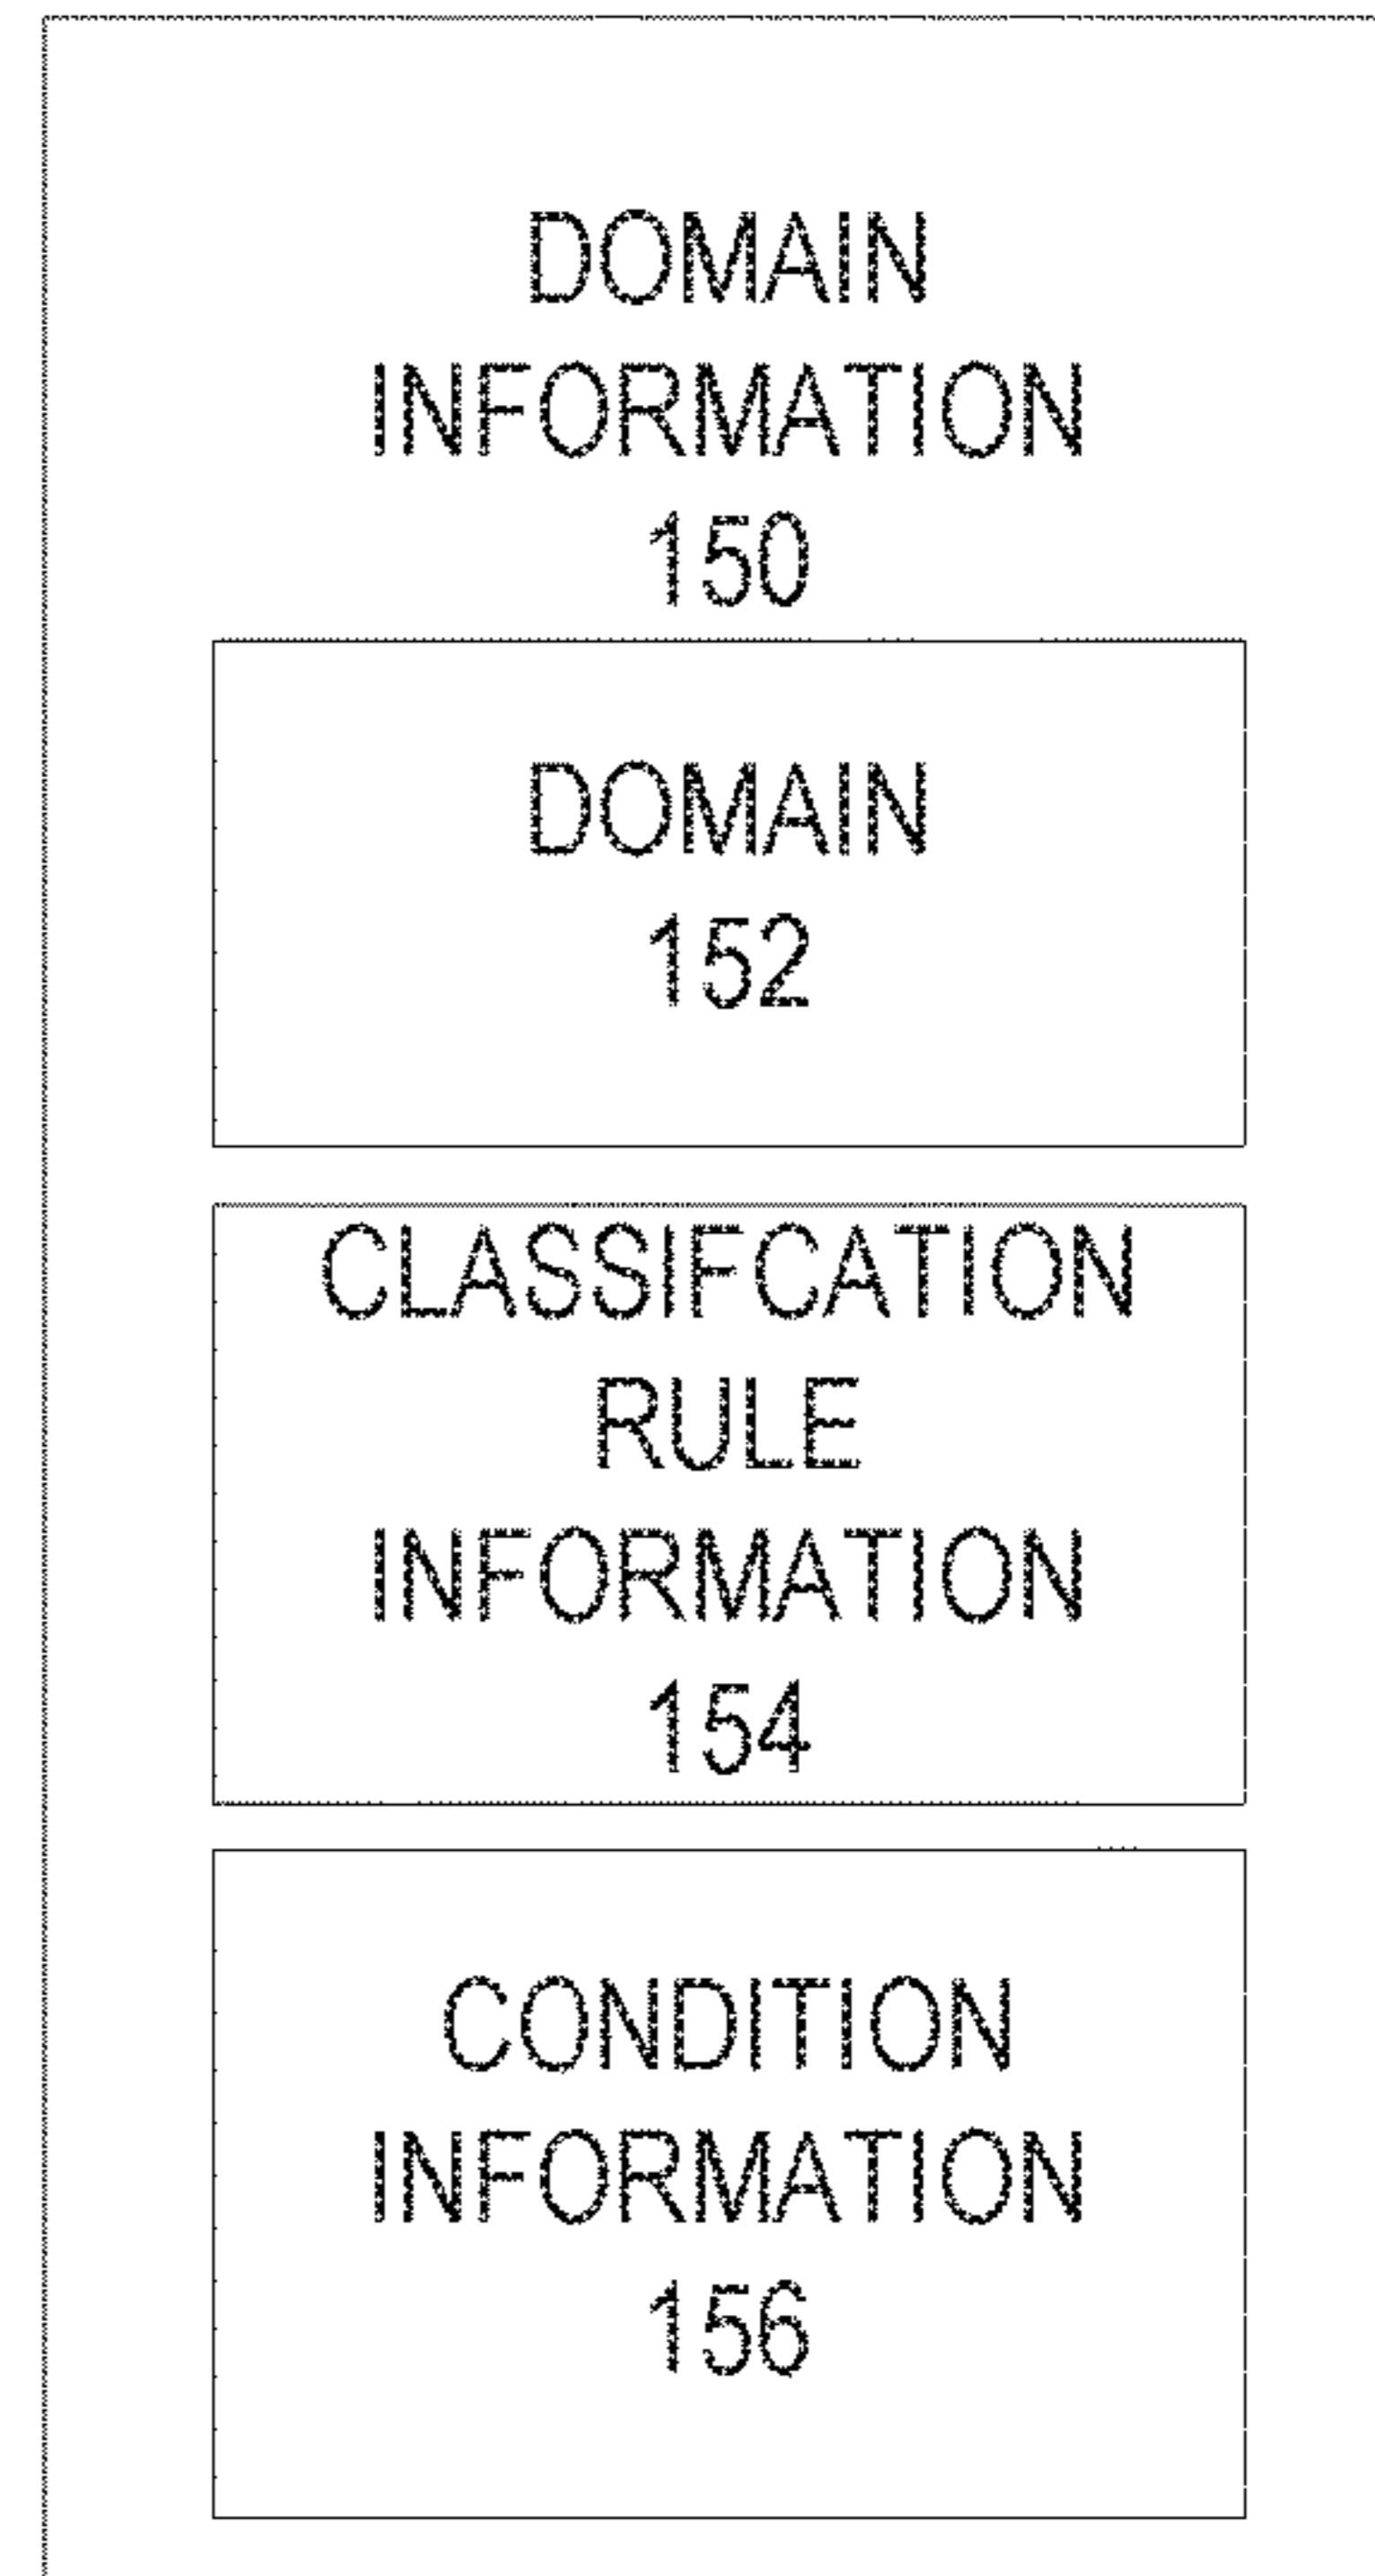 DOMAIN
INFORMATION
150
DOMAIN
152
CLASSIFCATION
RULE
INFORMATION
154
CONDITION
INFORMATION
156